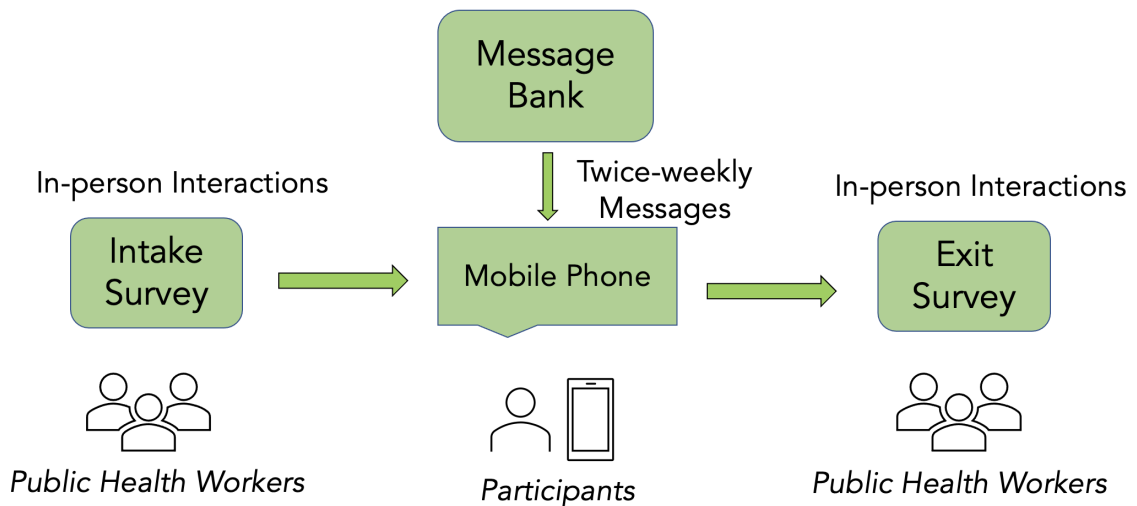 Message
Bank
In-person Interactions
Twice-weekly
Messages
In-person Interactions
Intake
Survey
Mobile Phone
Exit
Survey
Public Health Workers
Participants
Public Health Workers